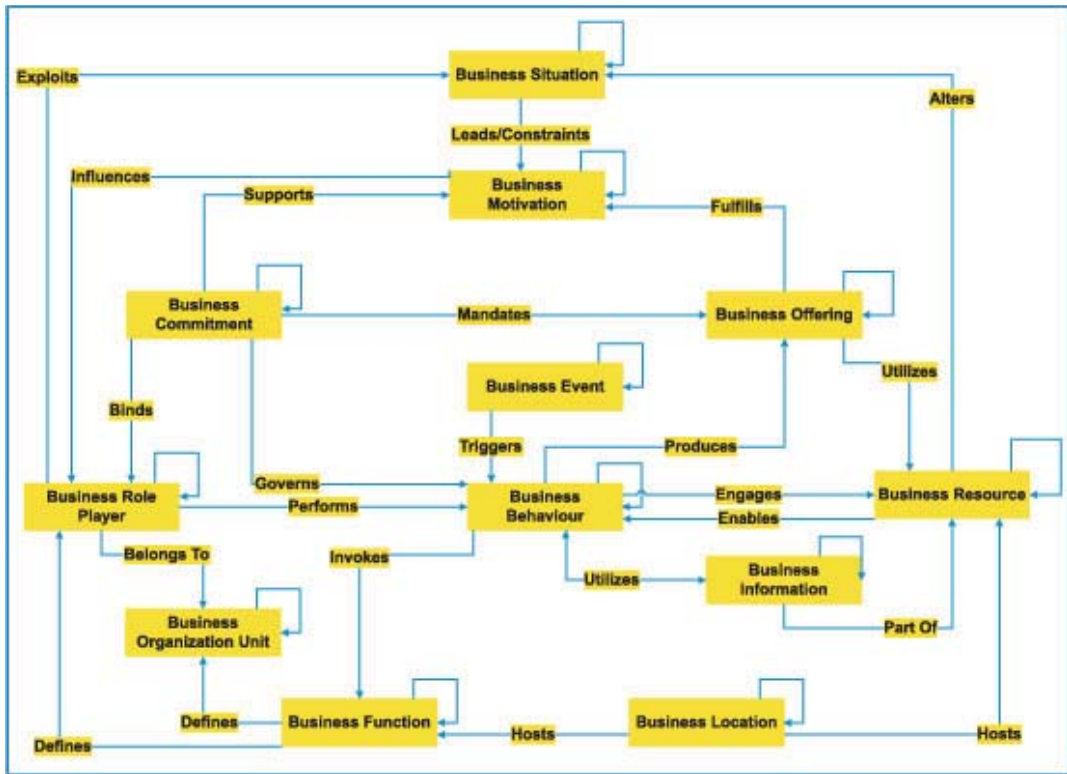 Business Situation
Exploits
Alters
Leads/Constraints
Influences
Business
Motivation
Supports
Fulfills
Business
Commitment
Mandates
Business Offering
Business Event
Utilizes
Binds
Triggers
Produces
Business Role
Player
Governs
Performs
Business
Behaviour
Engages
Enables
Business Resource
Belongs To
Invokes
Utilizes
Business
Information
Business
Organization Unit
Part Of
Defines
Business Function
Business Location
Defines
Hosts
Hosts